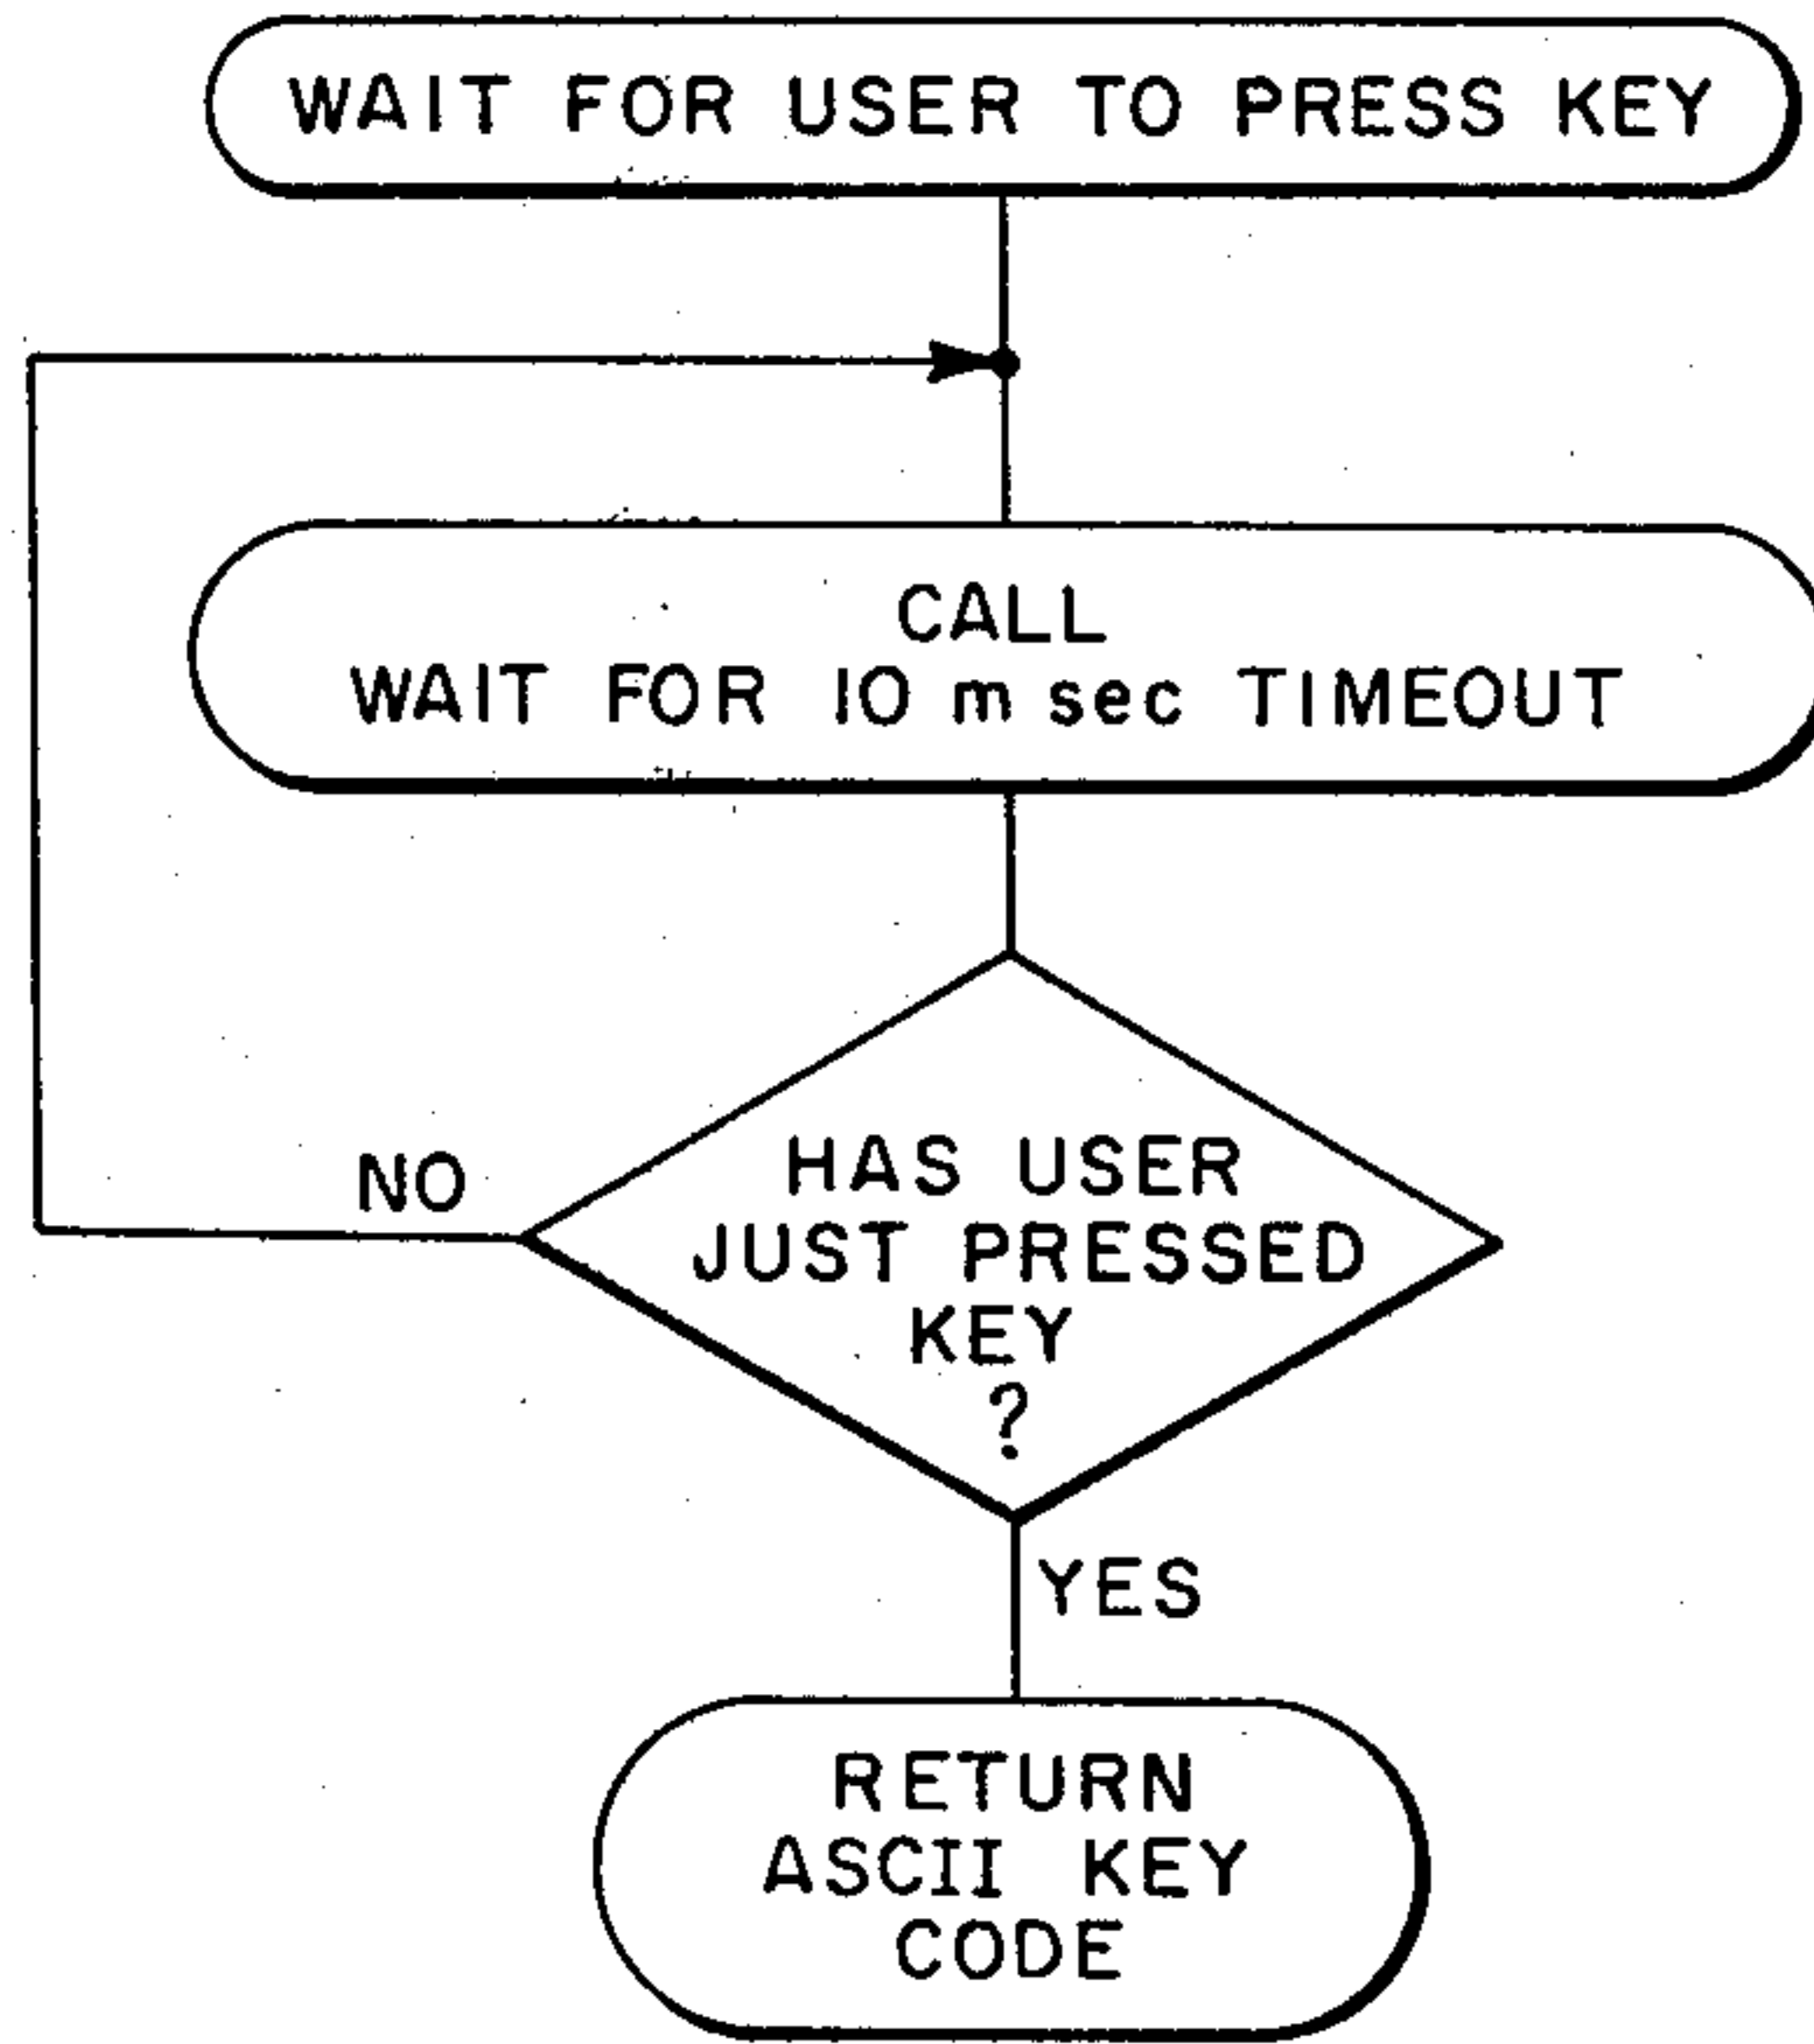 WAIT FOR USER TO PRESS KEY
CALL
WAIT FOR 10 m sec TIMEOUT
HAS USER
JUST PRESSED
KEY
?
NO
YES
RETURN
ASCII KEY
CODE